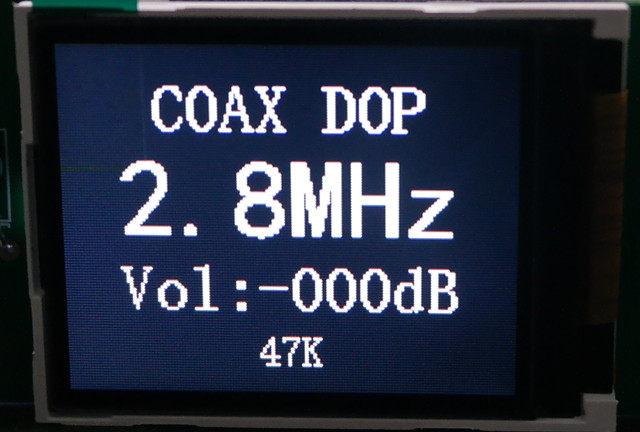 COAX DOP
2.8MHz
Vol:-000dB
47K